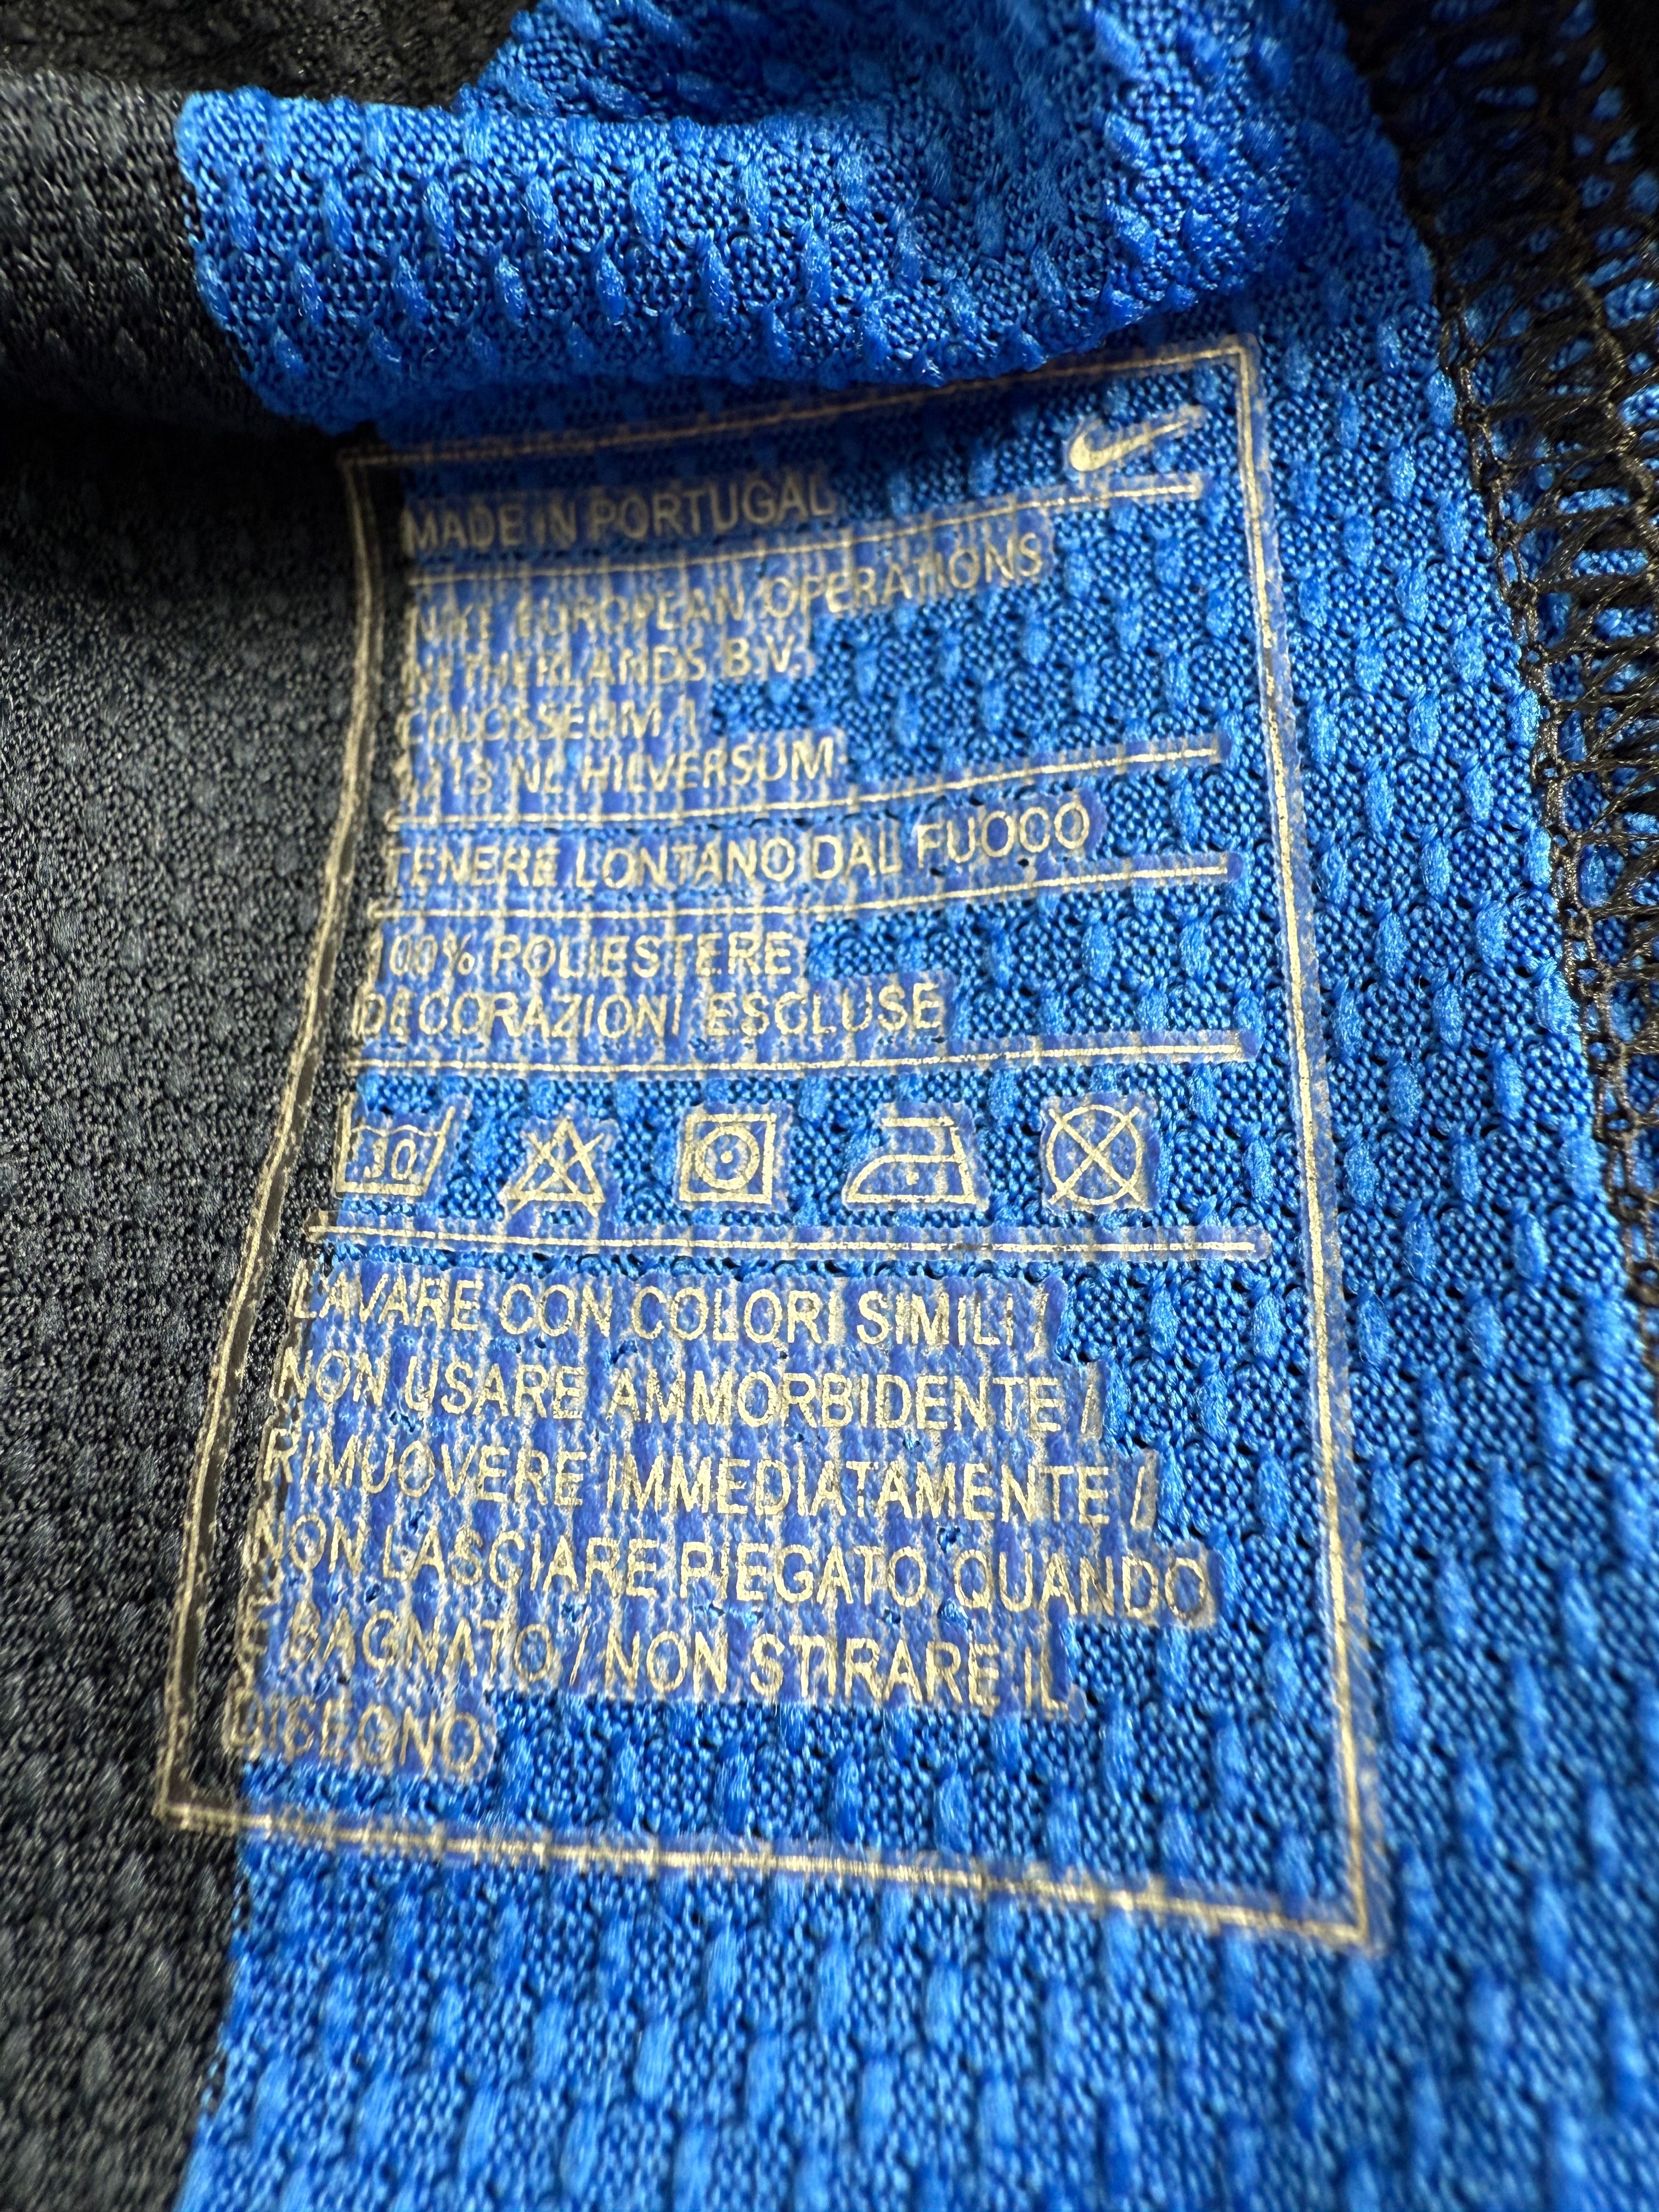 MADE IN PORTUGAL
NIKE EUROPEAN OPERATIONS
NETHERLANDS B.V.
COLOSSEUM 1
1213 NL HILVERSUM
TENERE LONTANO DAL FUOCO
100% POLIESTERE
DECORAZIONI ESCLUSE
30
LAVARE CON COLORI SIMILI /
NON USARE AMMORBIDENTE /
RIMUOVERE IMMEDIATAMENTE /
NON LASCIARE PIEGATO QUANDO
E BAGNATO / NON STIRARE IL
DISEGNO